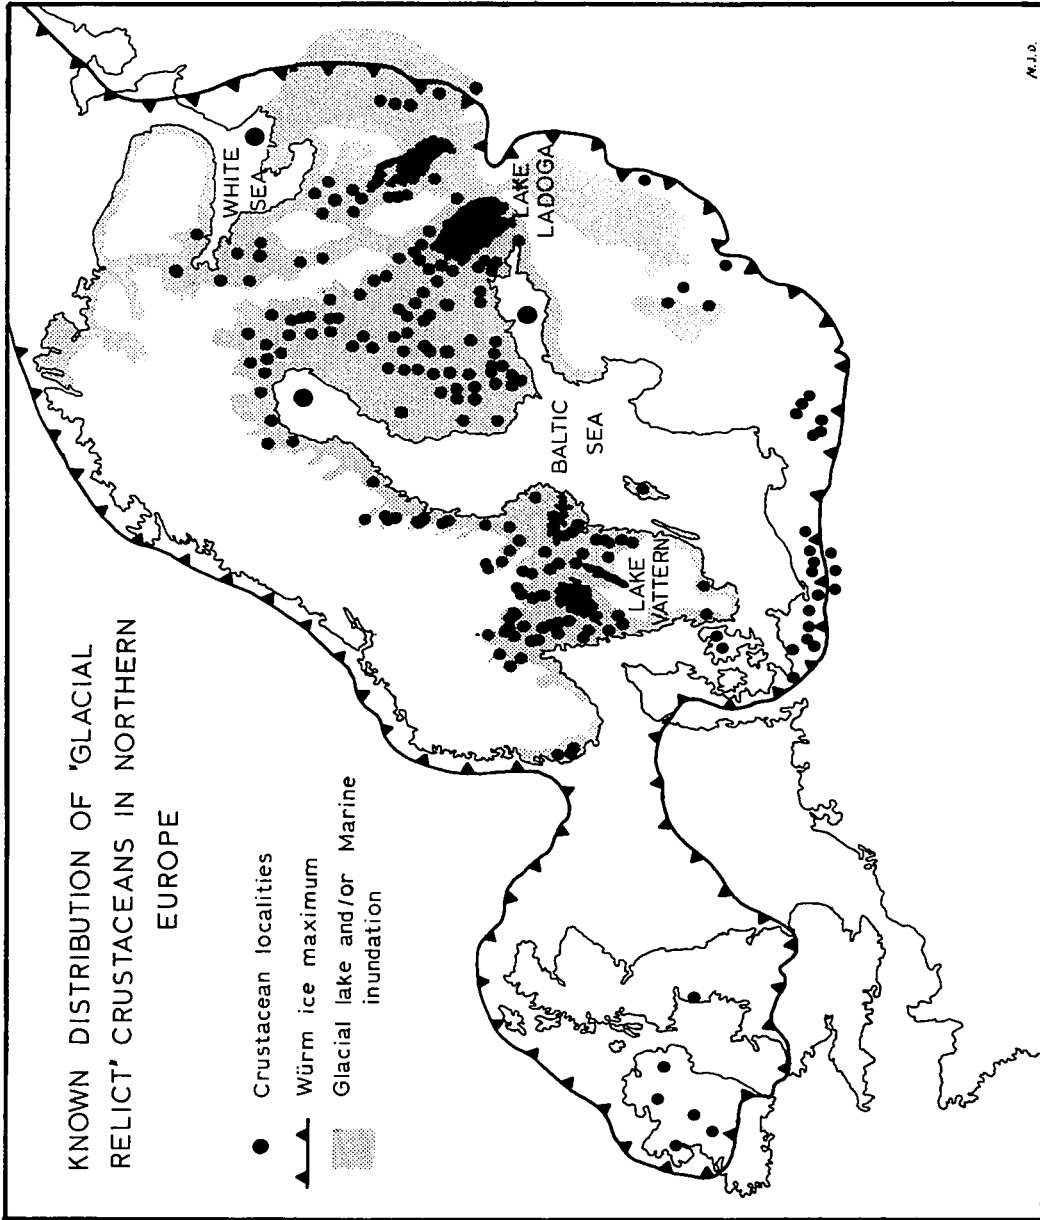 KNOWN DISTRIBUTION OF 'GLACIAL
RELICT' CRUSTACEANS IN NORTHERN
EUROPE
Crustacean localities
Würm ice maximum
Glacial lake and/or Marine
inundation
WHITE
SEA
LAKE
LADOGA
BALTIC
SEA
LAKE
VATTERN
M.J.D.